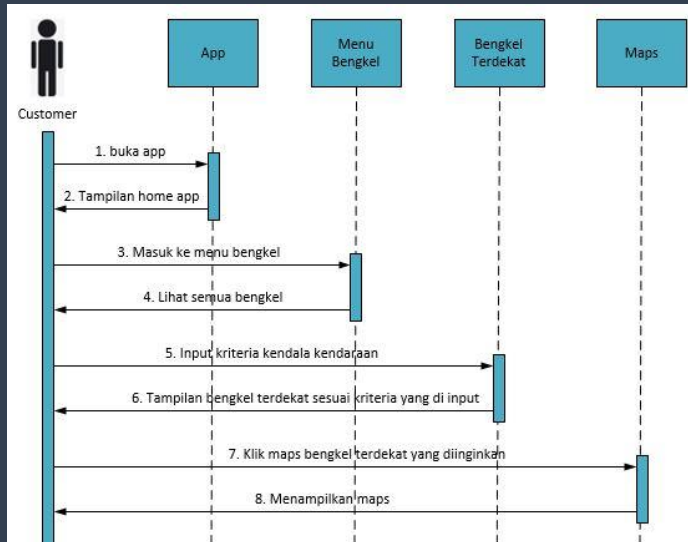 App
Menu
Bengkel
Bengkel
Terdekat
Maps
Customer
1. buka app
2. Tampilan home app
3. Masuk ke menu bengkel
4. Lihat semua bengkel
5. Input kriteria kendala kendaraan
6. Tampilan bengkel terdekat sesuai kriteria yang di input
7. Klik maps bengkel terdekat yang diinginkan
8. Menampilkan maps